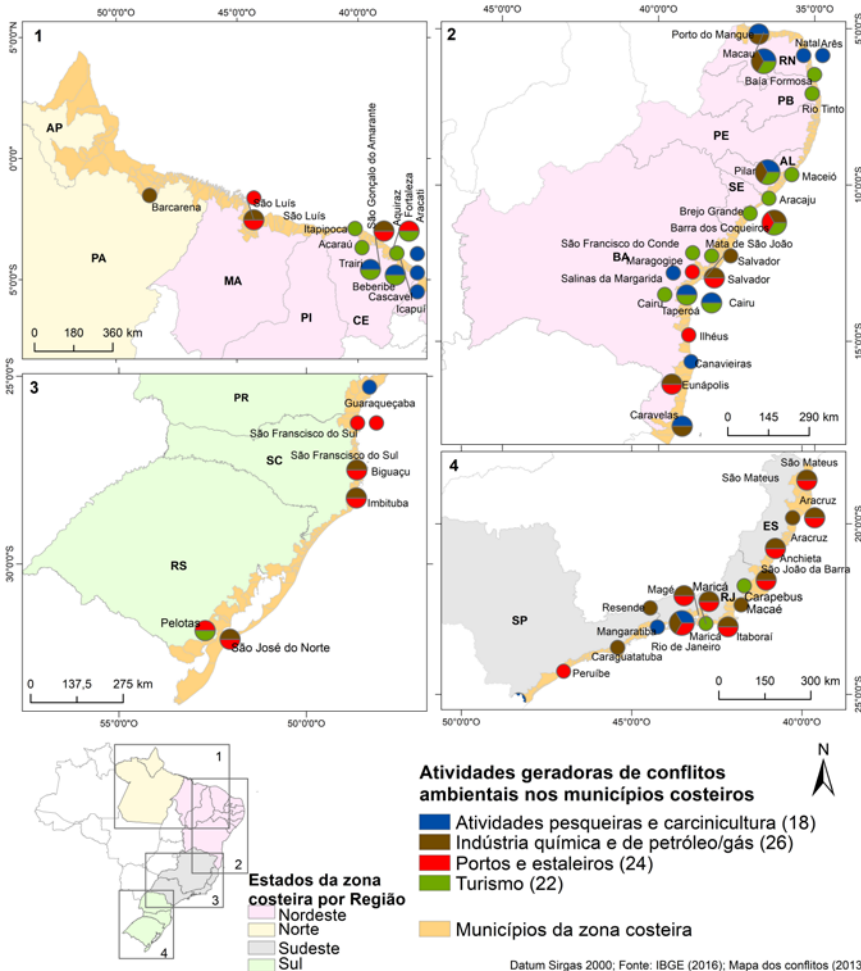 50°0'0"
45°0'0"
40°0'0"
5°0'0"
0°0'0"
5°0'0"S
1
AP
Barcarena
São Luís
São Luís
Itapipoca
Acaraú
Trairi
São Gonçalo do Amarante
Aquiraz
Fortaleza
Aracati
Beberibe
Cascavel
Icapuí
PA
MA
PI
CE
0 180 360 km
45°0'0"S
40°0'0"S
35°0'0"S
5°0'0"S
10°0'0"S
15°0'0"S
2
Porto do Mangue
Natal
Arês
Macau
RN
Baía Formosa
PB
Rio Tinto
PE
AL
Pilar
Maceió
SE
Aracaju
Brejo Grande
Barra dos Coqueiros
São Francisco do Conde
Mata de São João
BA
Maragogipe
Salvador
Salinas da Margarida
Salvador
Cairu
Taperoá
Cairu
Ilhéus
Canavieiras
Eunápolis
Caravelas
0 145 290 km
25°0'0"S
30°0'0"S
55°0'0"S
50°0'0"S
3
PR
Guaraqueçaba
São Franscisco do Sul
SC
São Franscisco do Sul
Biguaçu
Imbituba
RS
Pelotas
São José do Norte
0 137,5 275 km
4
São Mateus
São Mateus
Aracruz
ES
Aracruz
Anchieta
São João da Barra
Magé
Maricá
RJ
Carapebus
Resende
Macaé
SP
Mangaratiba
Maricá
Rio de Janeiro
Itaboraí
Caraguatatuba
Peruíbe
0 150 300 km
20°0'0"S
25°0'0"S
50°0'0"S
45°0'0"S
40°0'0"S
1
2
3
4
Estados da zona
costeira por Região
Nordeste
Norte
Sudeste
Sul
N
Atividades geradoras de conflitos
ambientais nos municípios costeiros
Atividades pesqueiras e carcinicultura (18)
Indústria química e de petróleo/gás (26)
Portos e estaleiros (24)
Turismo (22)
Municípios da zona costeira
Datum Sirgas 2000; Fonte: IBGE (2016); Mapa dos conflitos (2013